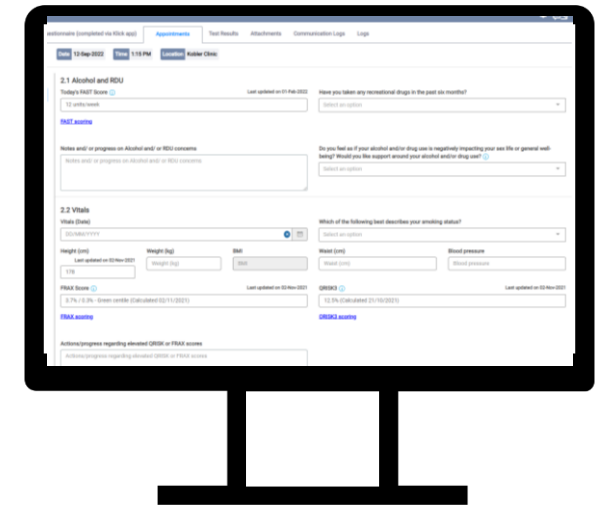 estionnaire (completed via Klick app) Appointments Test Results Attachments Communication Logs Logs
Date 12-Sep-2022 Time 1:15 PM Location Kobler Clinic
2.1 Alcohol and RDU
Today's FAST Score Last updated on 01-Feb-2022 Have you taken any recreational drugs in the past six months?
12 units/week Select an option
FAST scoring
Notes and/ or progress on Alcohol and/ or RDU concerns Do you feel as if your alcohol and/or drug use is negatively impacting your sex life or general well-
being? Would you like support around your alcohol and/or drug use?
Notes and/ or progress on Alcohol and/ or RDU concerns Select an option
2.2 Vitals
Vitals (Date) Which of the following best describes your smoking status?
DD/MM/YYYY Select an option
Height (cm) Weight (kg) BMI Waist (cm) Blood pressure
Last updated on 02-Nov-2021 Weight (kg) BMI Waist (cm) Blood pressure
178
FRAX Score Last updated on 02-Nov-2021 QRISK3 Last updated on 02-Nov-2021
3.7% / 0.3% - Green centile (Calculated 02/11/2021) 12.5% (Calculated 21/10/2021)
FRAX scoring QRISK3 scoring
Actions/progress regarding elevated QRISK or FRAX scores
Actions/progress regarding elevated QRISK or FRAX scores